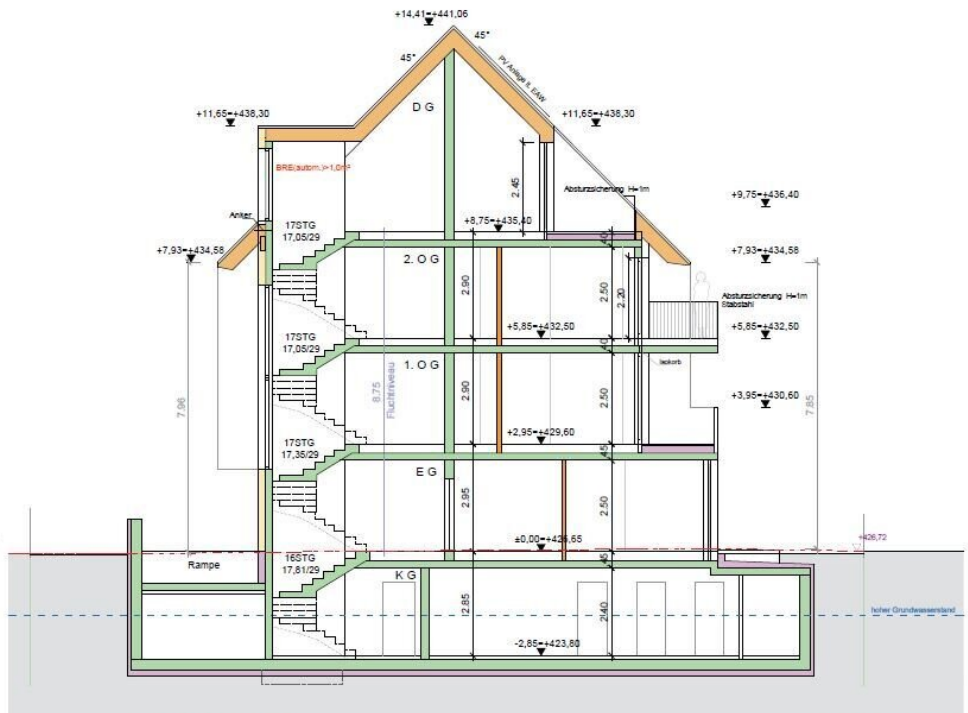 +14,41=+441,06
45°
45°
PV Anlage lt. EAW
DG
+11,65=+438,30
+11,65=+438,30
BRE(autom.)>1,0m²
2.45
Absturzsicherung H=1m
+9,75=+436,40
Anker
17STG
17,05/29
+8,75=+435,40
40
+7,93=+434,58
+7,93=+434,58
2. OG
2.90
2.50
2.20
Absturzsicherung H=1m
Stabstahl
+5,85=+432,50
+5,85=+432,50
17STG
17,05/29
40
Isokorb
1. OG
8.75
Fluchtniveau
2.90
2.50
7.96
7.85
+3,95=+430,60
+2,95=+429,60
17STG
17,35/29
45
EG
2.95
2.50
±0,00=+426,65
+426,72
Rampe
16STG
17,81/29
45
KG
2.85
2.40
hoher Grundwasserstand
-2,85=+423,80